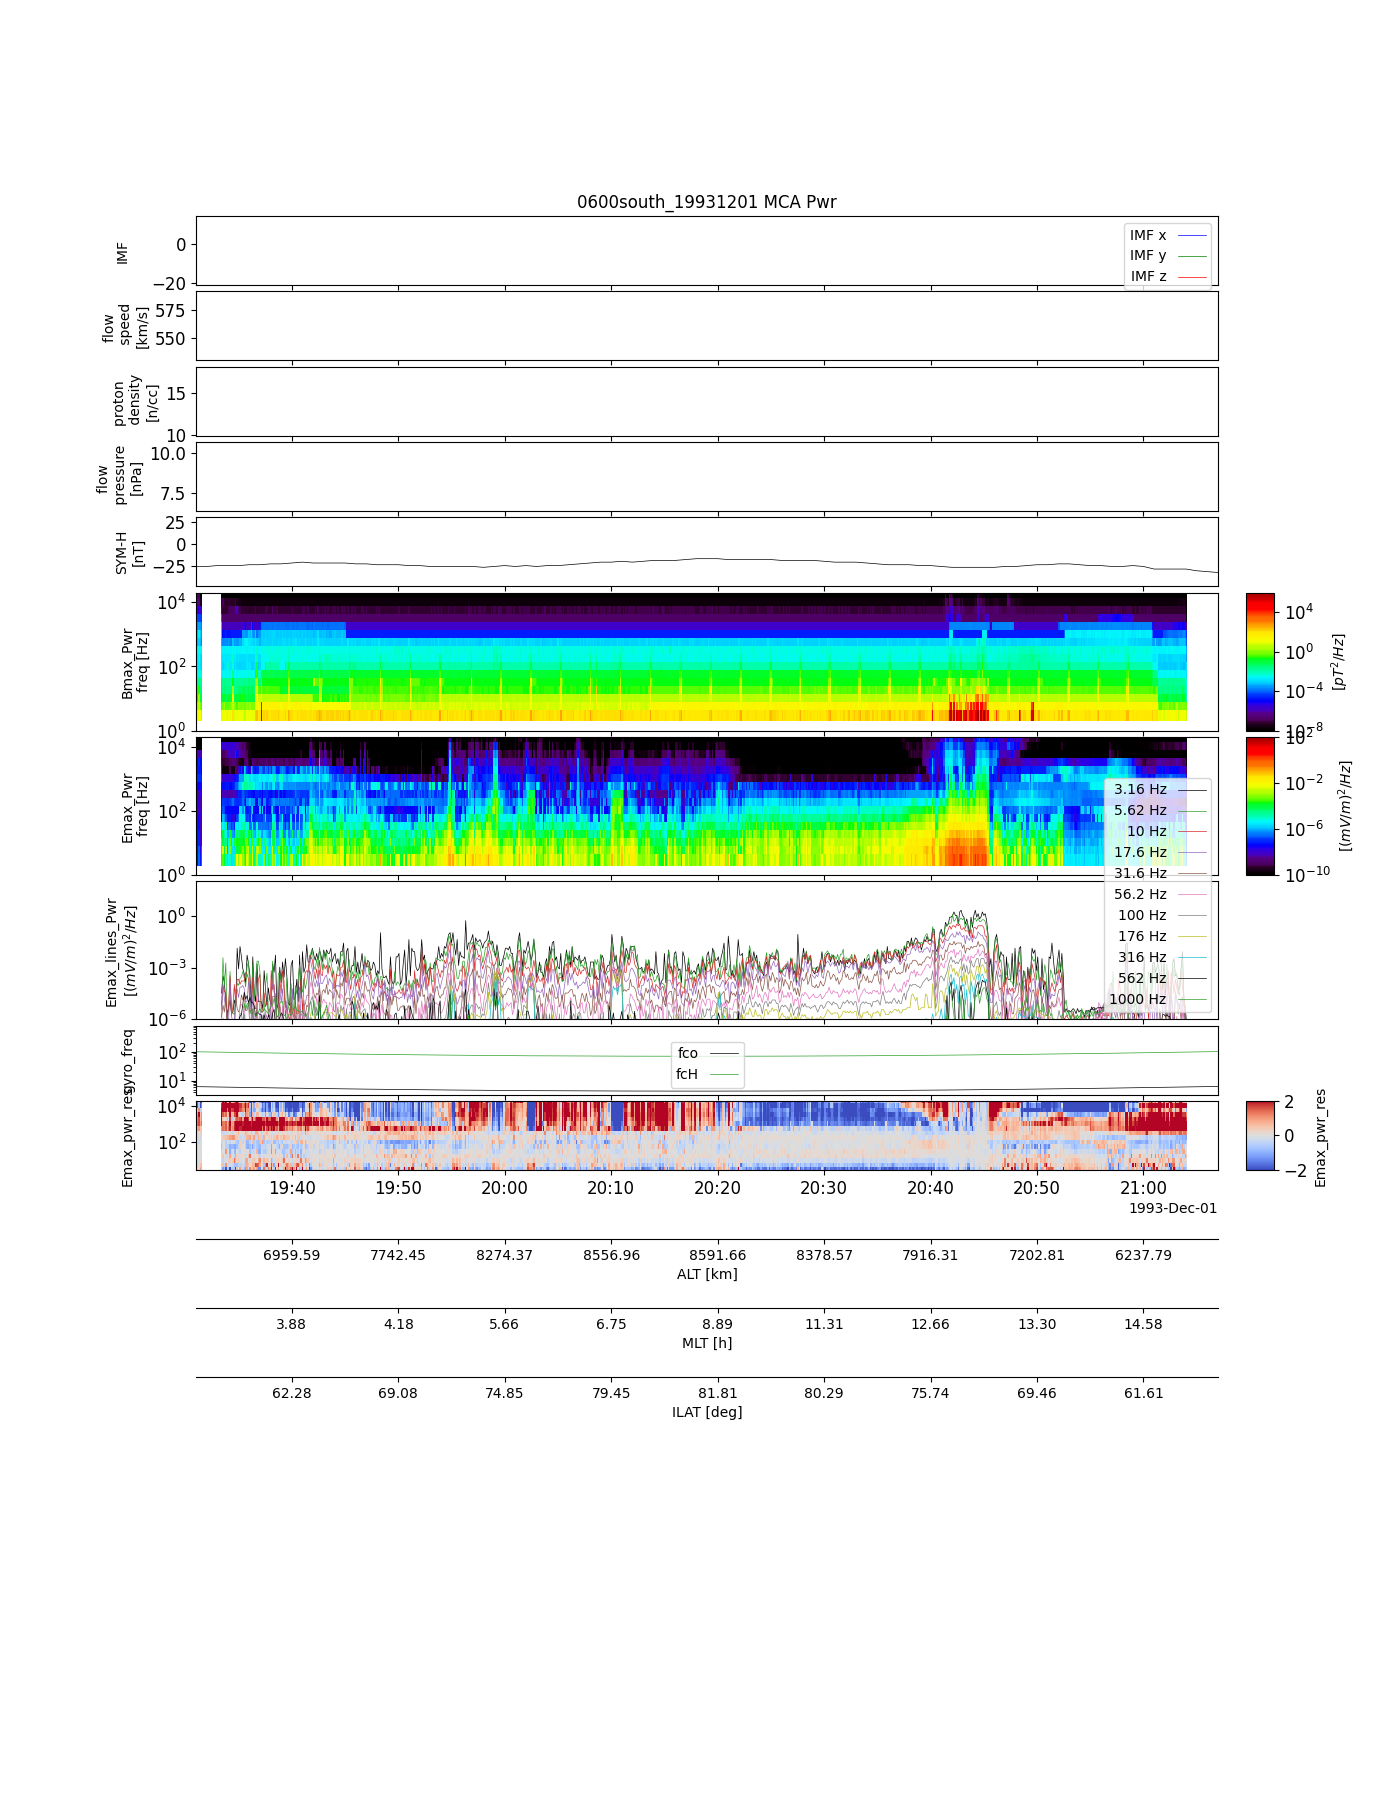 0600south_19931201 MCA Pwr
IMF
0
−20
IMF x
IMF y
IMF z
flow
speed
[km/s]
575
550
proton
density
[n/cc]
15
10
flow
pressure
[nPa]
10.0
7.5
SYM-H
[nT]
25
0
−25
Bmax_Pwr
freq [Hz]
10^4
10^2
10^0
10^4
10^0
10^−4
10^−8
[pT^2/Hz]
Emax_Pwr
freq [Hz]
10^4
10^2
10^0
10^2
10^−2
10^−6
10^−10
[(mV/m)^2/Hz]
3.16 Hz
5.62 Hz
10 Hz
17.6 Hz
31.6 Hz
56.2 Hz
100 Hz
176 Hz
316 Hz
562 Hz
1000 Hz
Emax_lines_Pwr
[(mV/m)^2/Hz]
10^0
10^−3
10^−6
gyro_freq
10^2
10^1
fco
fcH
Emax_pwr_res
10^4
10^2
2
0
−2
Emax_pwr_res
19:40 19:50 20:00 20:10 20:20 20:30 20:40 20:50 21:00
1993-Dec-01
6959.59 7742.45 8274.37 8556.96 8591.66 8378.57 7916.31 7202.81 6237.79
ALT [km]
3.88 4.18 5.66 6.75 8.89 11.31 12.66 13.30 14.58
MLT [h]
62.28 69.08 74.85 79.45 81.81 80.29 75.74 69.46 61.61
ILAT [deg]